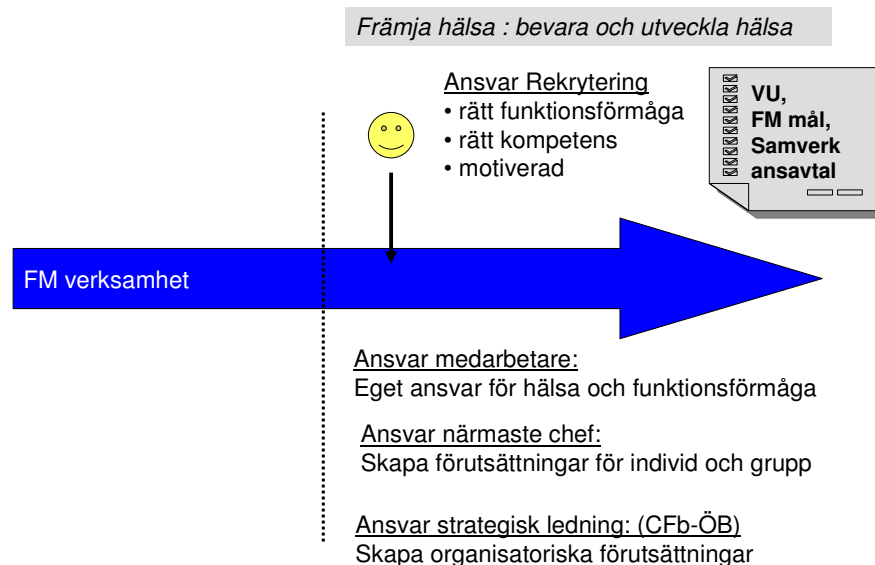 Främja hälsa : bevara och utveckla hälsa
Ansvar Rekrytering
• rätt funktionsförmåga
• rätt kompetens
• motiverad
VU,
FM mål,
Samverk
ansavtal
FM verksamhet
Ansvar medarbetare:
Eget ansvar för hälsa och funktionsförmåga
Ansvar närmaste chef:
Skapa förutsättningar för individ och grupp
Ansvar strategisk ledning: (CFb-ÖB)
Skapa organisatoriska förutsättningar